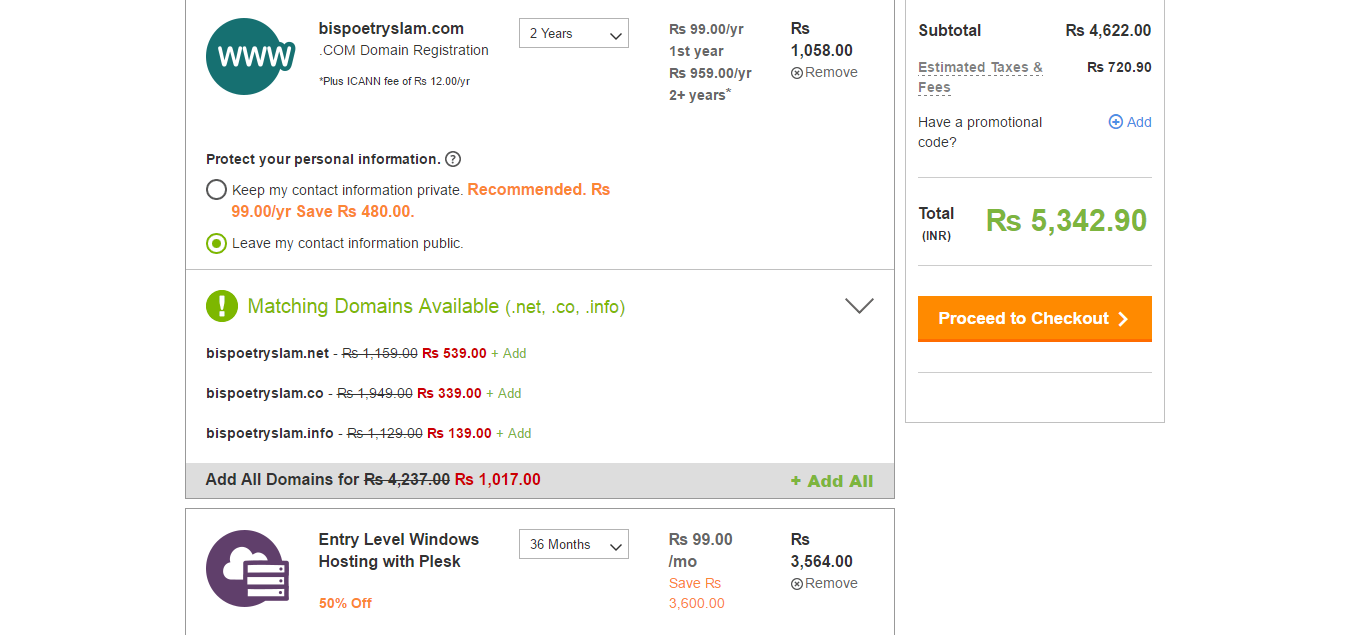 WWW
bispoetryslam.com
.COM Domain Registration
*Plus ICANN fee of Rs 12.00/yr
2 Years
Rs 99.00/yr
1st year
Rs 959.00/yr
2+ years*
Rs
1,058.00
Remove
Protect your personal information. ?
Keep my contact information private. Recommended. Rs
99.00/yr Save Rs 480.00.
Leave my contact information public.
! Matching Domains Available (.net, .co, .info)
bispoetryslam.net - Rs 1,159.00 Rs 539.00 + Add
bispoetryslam.co - Rs 1,949.00 Rs 339.00 + Add
bispoetryslam.info - Rs 1,129.00 Rs 139.00 + Add
Add All Domains for Rs 4,237.00 Rs 1,017.00 + Add All
Entry Level Windows
Hosting with Plesk
50% Off
36 Months
Rs 99.00
/mo
Save Rs
3,600.00
Rs
3,564.00
Remove
Subtotal Rs 4,622.00
Estimated Taxes & Rs 720.90
Fees
Have a promotional Add
code?
Total Rs 5,342.90
(INR)
Proceed to Checkout